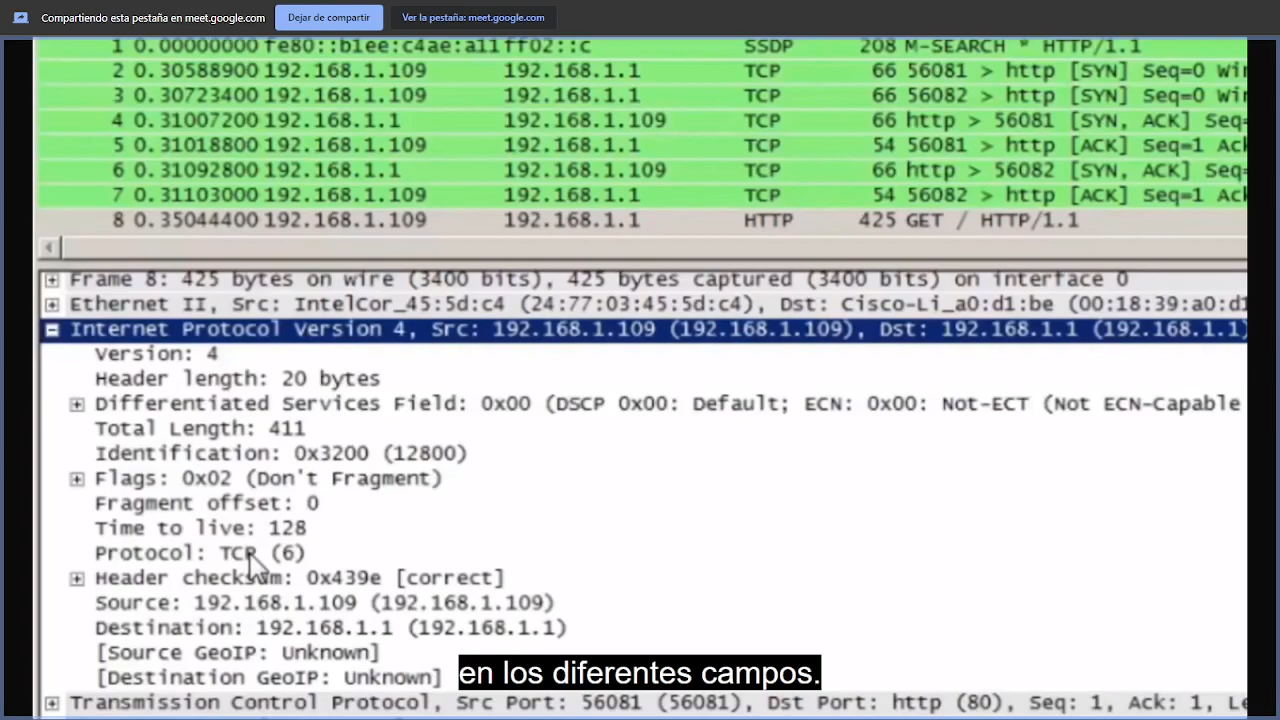 Compartiendo esta pestaña en meet.google.com
Dejar de compartir
Ver la pestaña: meet.google.com
1 0.00000000 fe80::b1ee:c4ae:a11 ff02::c SSDP 208 M-SEARCH * HTTP/1.1
2 0.30588900 192.168.1.109 192.168.1.1 TCP 66 56081 > http [SYN] Seq=0 Wi
3 0.30723400 192.168.1.109 192.168.1.1 TCP 66 56082 > http [SYN] Seq=0 Wi
4 0.31007200 192.168.1.1 192.168.1.109 TCP 66 http > 56081 [SYN, ACK] Seq=
5 0.31018800 192.168.1.109 192.168.1.1 TCP 54 56081 > http [ACK] Seq=1 Ac
6 0.31092800 192.168.1.1 192.168.1.109 TCP 66 http > 56082 [SYN, ACK] Seq=
7 0.31103000 192.168.1.109 192.168.1.1 TCP 54 56082 > http [ACK] Seq=1 Ac
8 0.35044400 192.168.1.109 192.168.1.1 HTTP 425 GET / HTTP/1.1
Frame 8: 425 bytes on wire (3400 bits), 425 bytes captured (3400 bits) on interface 0
Ethernet II, Src: IntelCor_45:5d:c4 (24:77:03:45:5d:c4), Dst: Cisco-Li_a0:d1:be (00:18:39:a0:d1
Internet Protocol Version 4, Src: 192.168.1.109 (192.168.1.109), Dst: 192.168.1.1 (192.168.1.1)
Version: 4
Header length: 20 bytes
Differentiated Services Field: 0x00 (DSCP 0x00: Default; ECN: 0x00: Not-ECT (Not ECN-Capable
Total Length: 411
Identification: 0x3200 (12800)
Flags: 0x02 (Don't Fragment)
Fragment offset: 0
Time to live: 128
Protocol: TCP (6)
Header checksum: 0x439e [correct]
Source: 192.168.1.109 (192.168.1.109)
Destination: 192.168.1.1 (192.168.1.1)
[Source GeoIP: Unknown]
[Destination GeoIP: Unknown]
en los diferentes campos.
Transmission Control Protocol, Src Port: 56081 (56081), Dst Port: http (80), Seq: 1, Ack: 1, Le